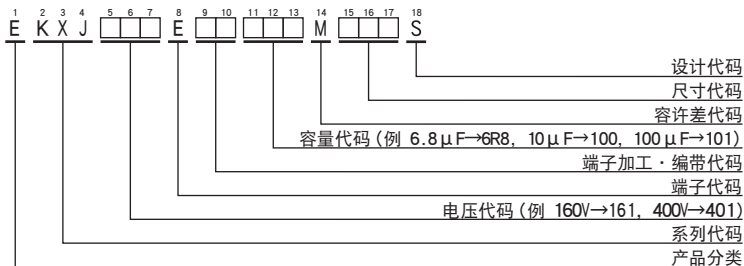 1 2 3 4 5 6 7 8 9 10 11 12 13 14 15 16 17 18
E K X J □□□ E □□ □□□ M □□□ S
设计代码
尺寸代码
容许差代码
容量代码(例 6.8μF→6R8, 10μF→100, 100μF→101)
端子加工・编带代码
端子代码
电压代码(例 160V→161, 400V→401)
系列代码
产品分类